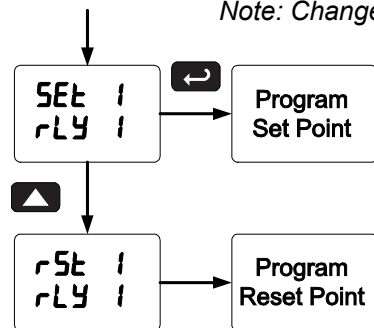 Note: Change
SEt 1
rLY 1
Program
Set Point
rSt 1
rLY 1
Program
Reset Point